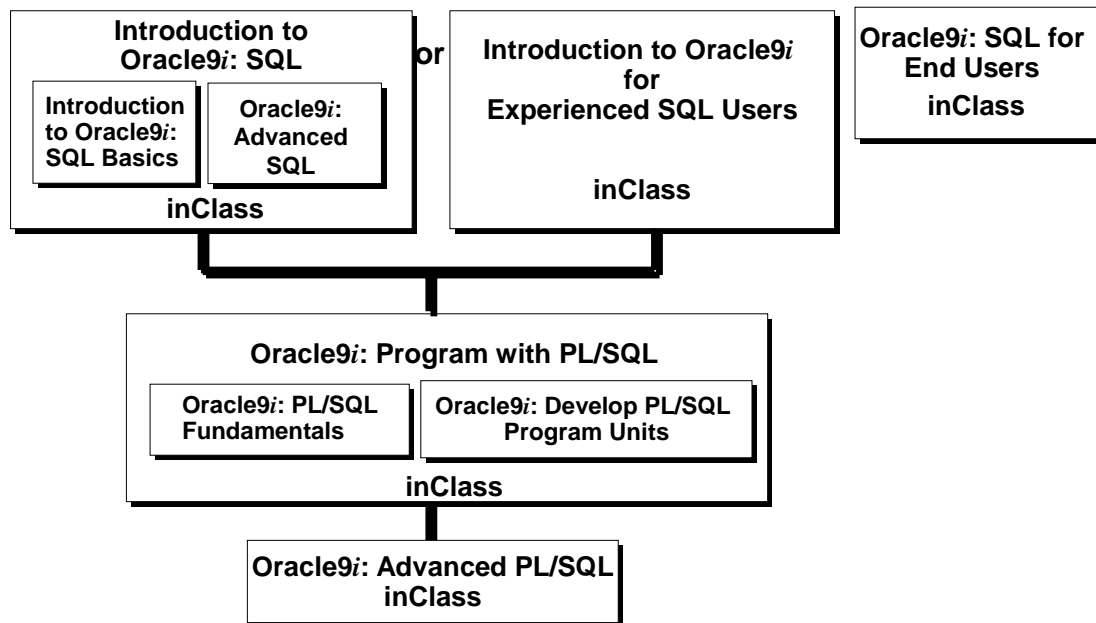 Introduction to
Oracle9i: SQL
Introduction
to Oracle9i:
SQL Basics
Oracle9i:
Advanced
SQL
inClass
or
Introduction to Oracle9i
for
Experienced SQL Users
inClass
Oracle9i: SQL for
End Users
inClass
Oracle9i: Program with PL/SQL
Oracle9i: PL/SQL
Fundamentals
Oracle9i: Develop PL/SQL
Program Units
inClass
Oracle9i: Advanced PL/SQL
inClass